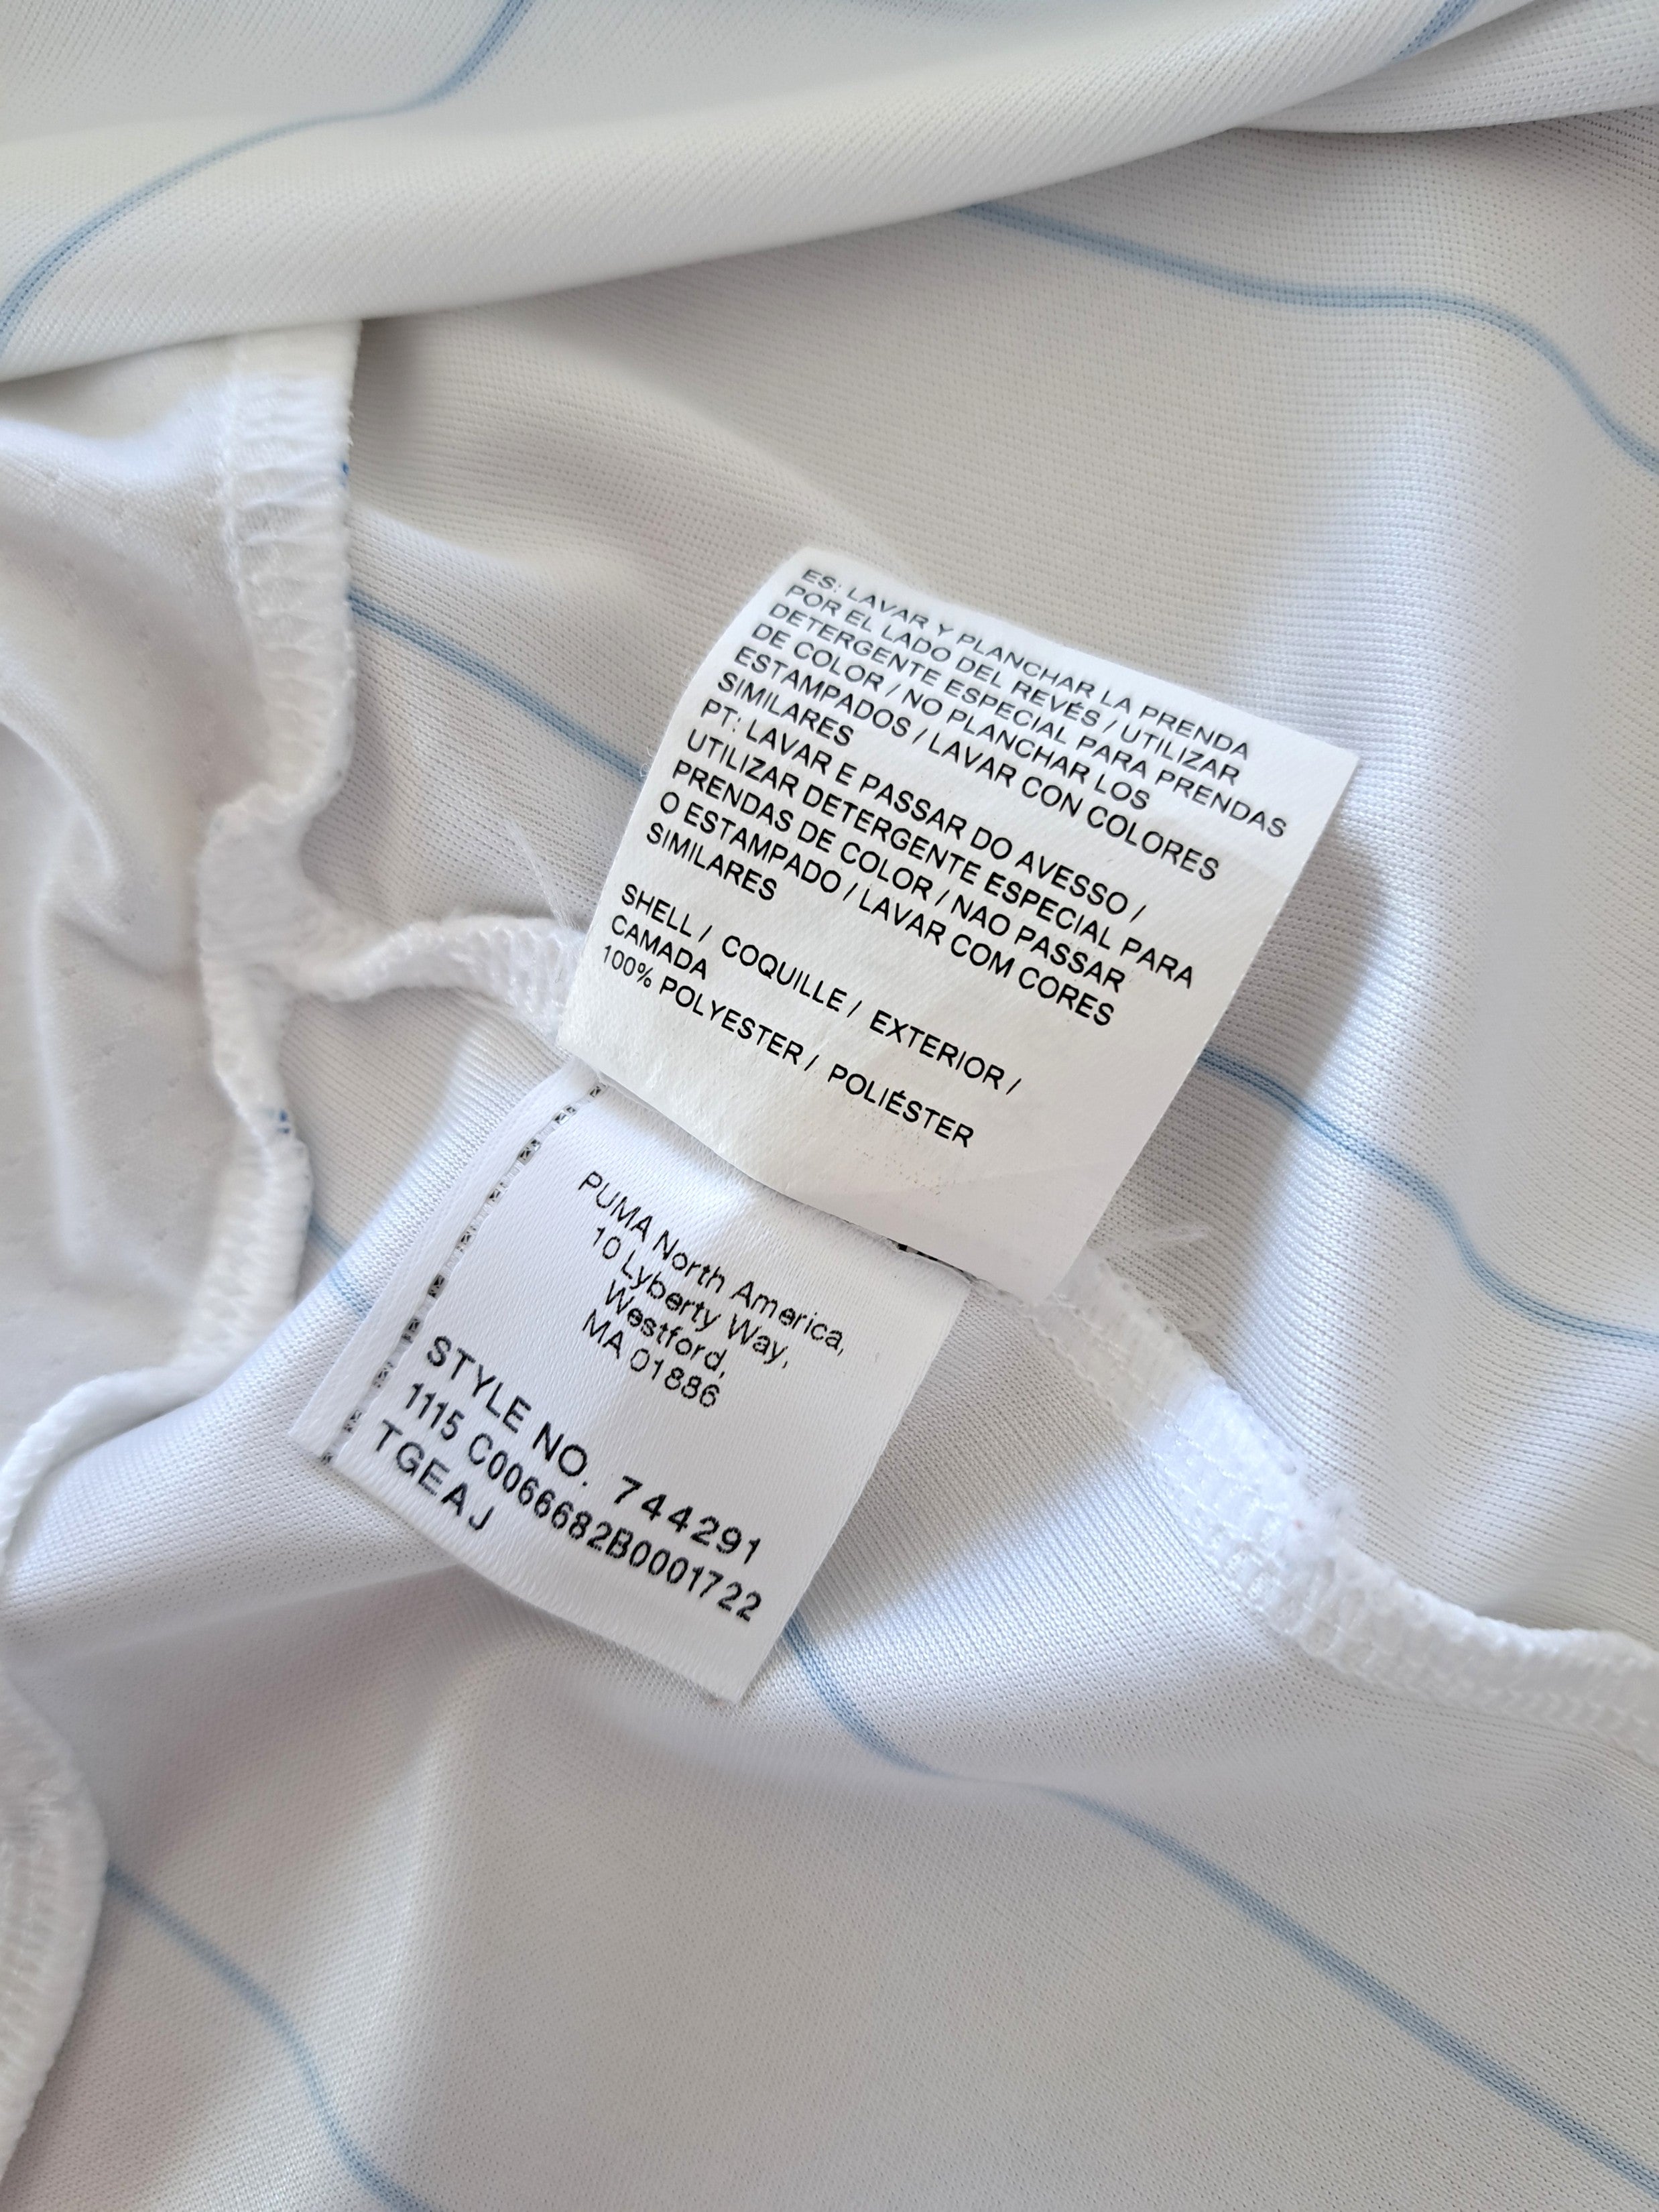 ES: LAVAR Y PLANCHAR LA PRENDA
POR EL LADO DEL REVÉS / UTILIZAR
DETERGENTE ESPECIAL PARA PRENDAS
DE COLOR / NO PLANCHAR LOS
ESTAMPADOS / LAVAR CON COLORES
SIMILARES
PT: LAVAR E PASSAR DO AVESSO /
UTILIZAR DETERGENTE ESPECIAL PARA
PRENDAS DE COLOR / NAO PASSAR
O ESTAMPADO / LAVAR COM CORES
SIMILARES
SHELL / COQUILLE / EXTERIOR /
CAMADA
100% POLYESTER / POLIÉSTER
PUMA North America,
10 Lyberty Way,
Westford,
MA 01886
STYLE NO. 744291
1115 C0066682B0001722
TGEAJ